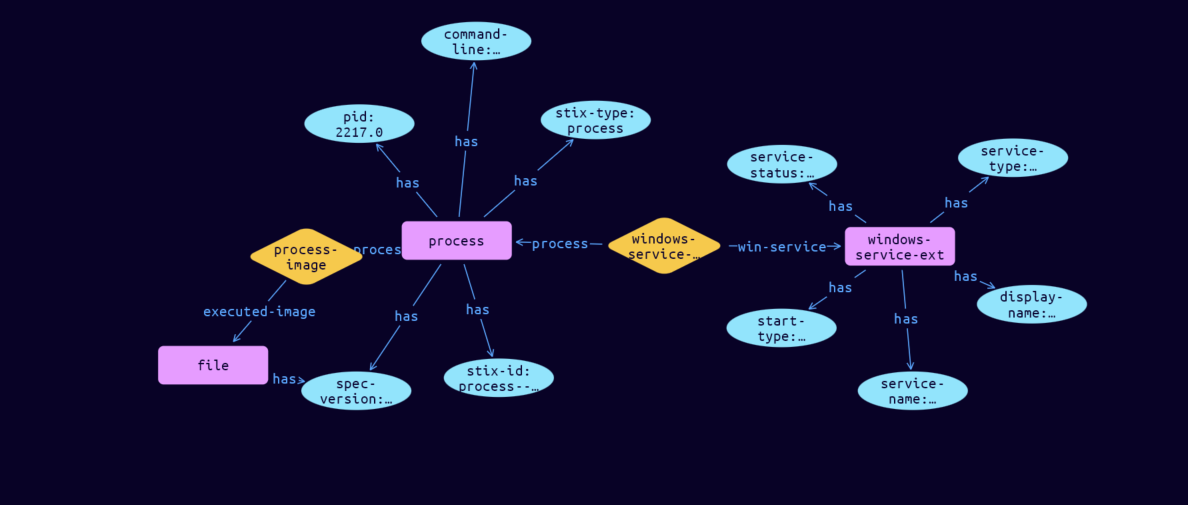 command-
line:…
pid:
2217.0
stix-type:
process
has
has
has
service-
status:…
service-
type:…
has
has
process-
image
proces
process
process
windows-
service-…
win-service
windows-
service-ext
executed-image
has
has
has
has
has
display-
name:…
start-
type:…
file
has
spec-
version:…
stix-id:
process--…
service-
name:…